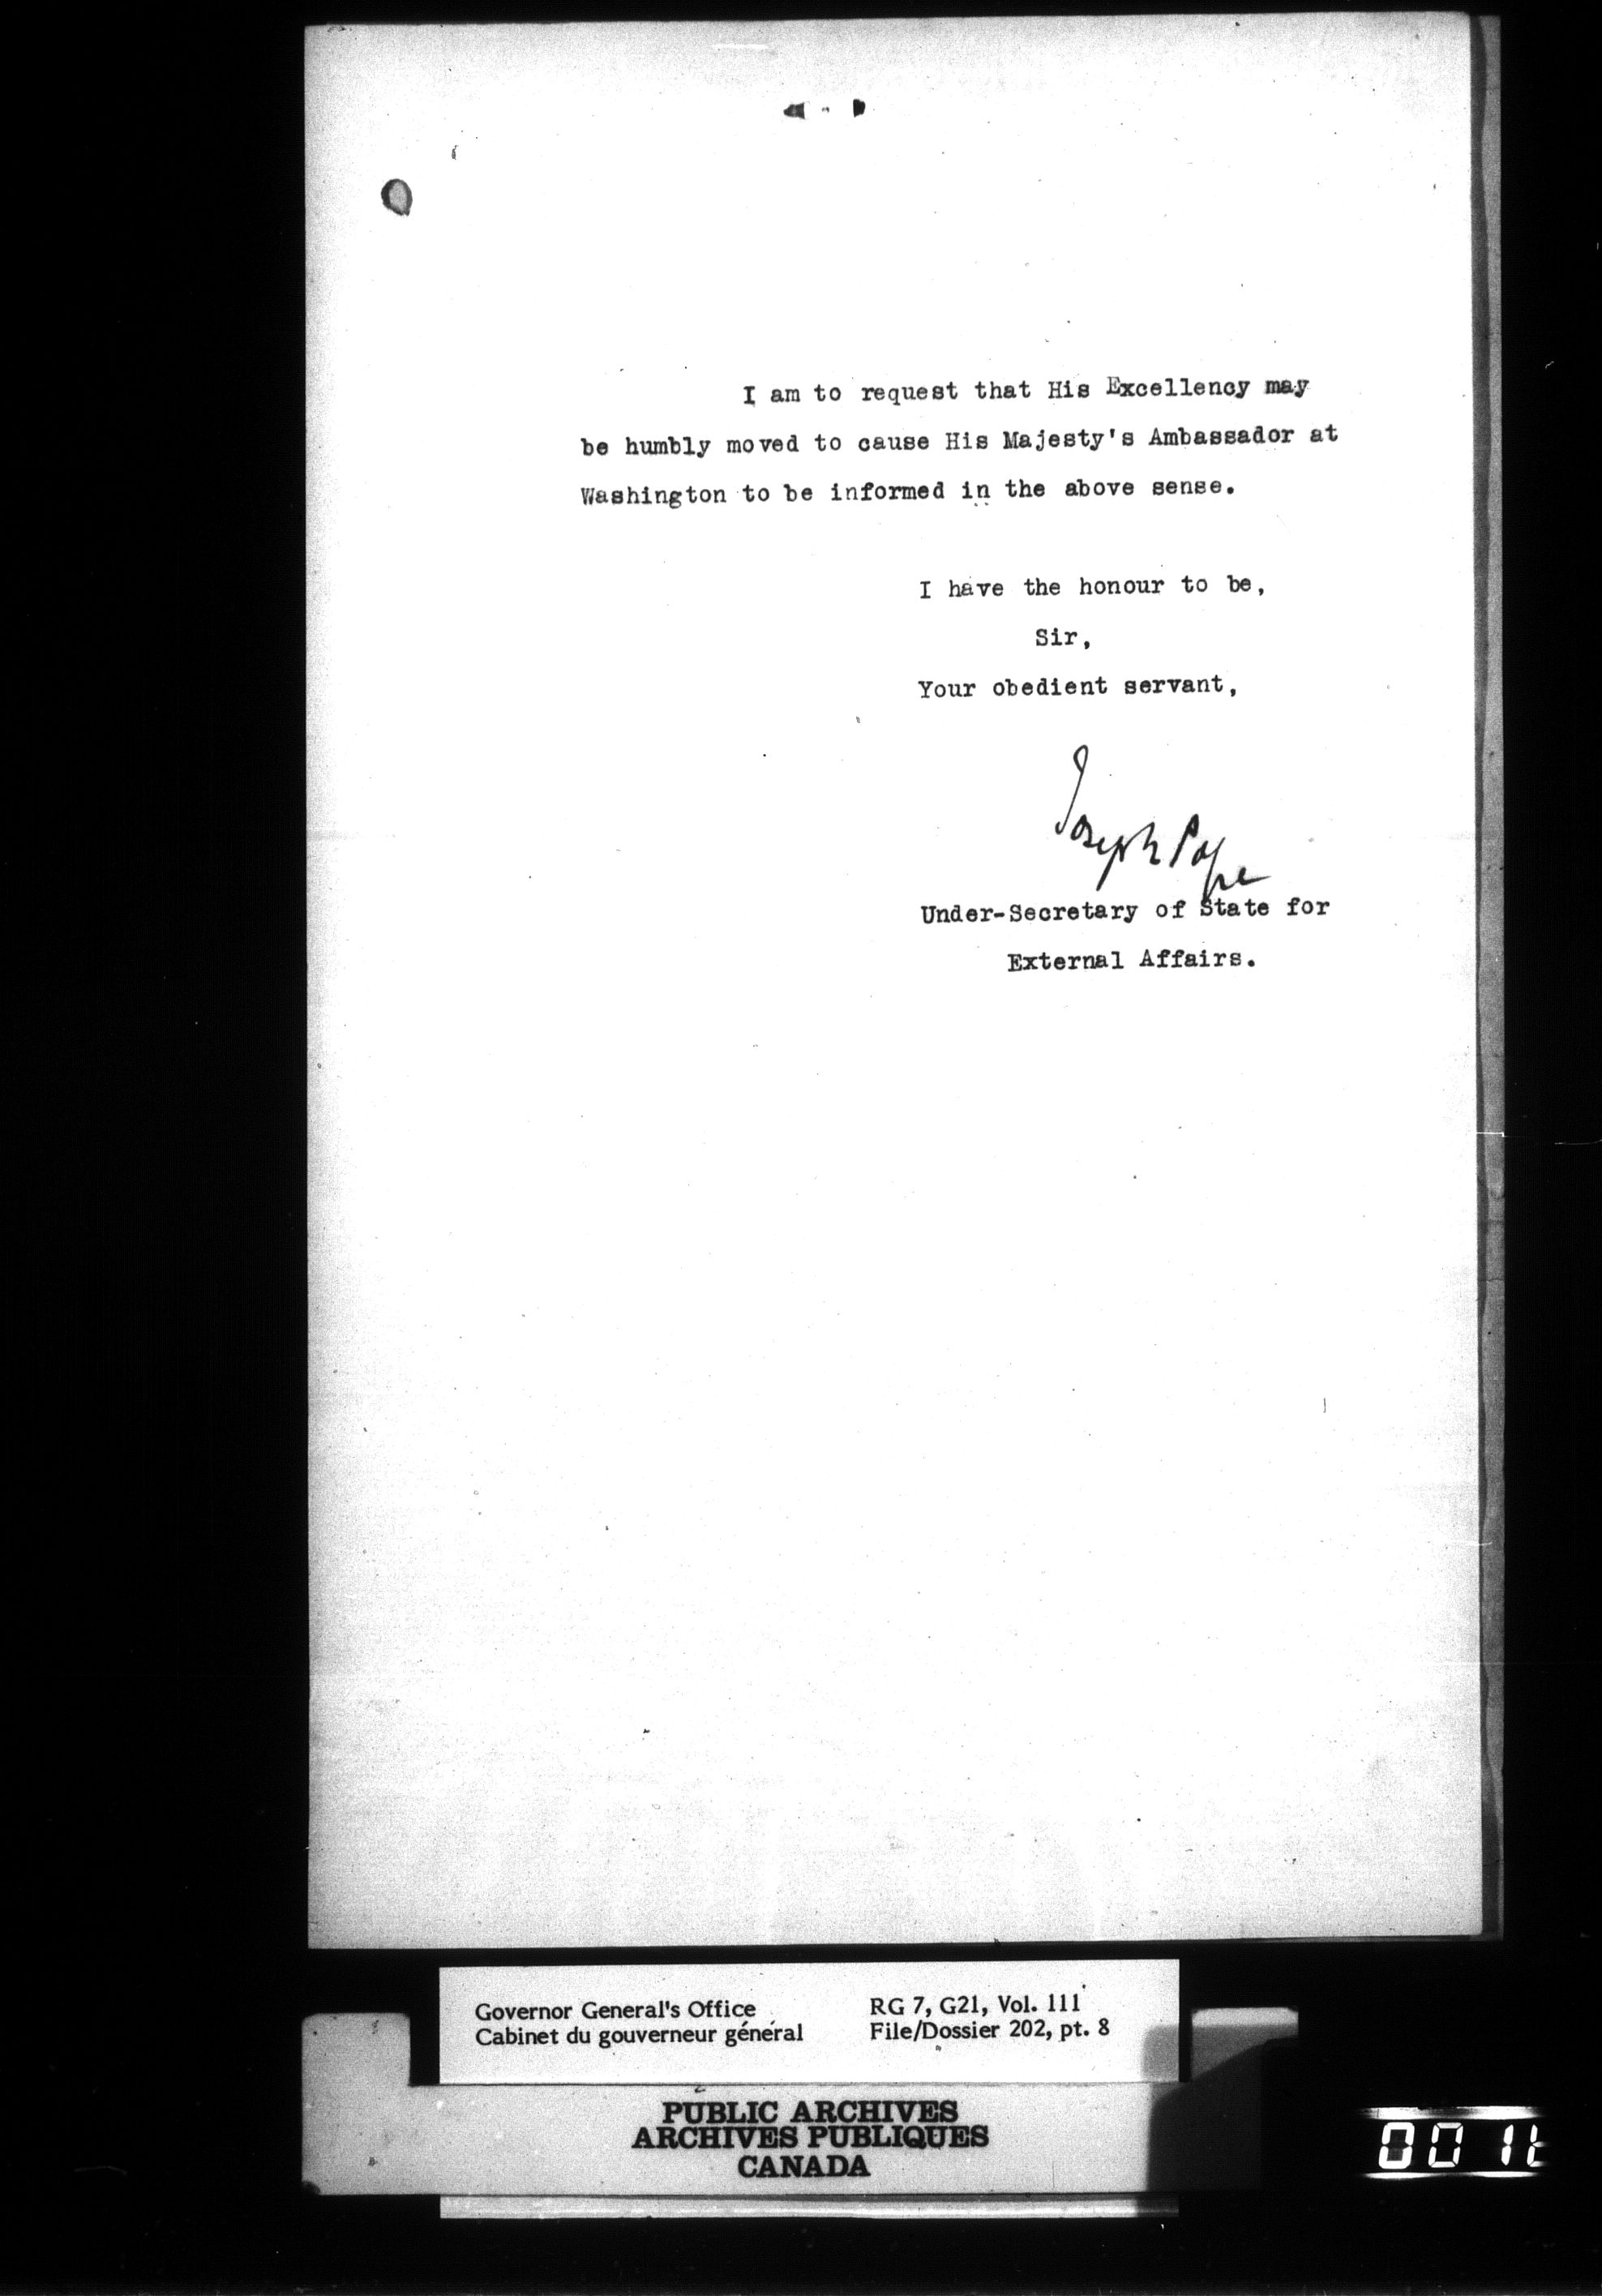 I am to request that His Excellency may
be humbly moved to cause His Majesty's Ambassador at
Washington to be informed in the above sense.
I have the honour to be,
Sir,
Your obedient servant,
Joseph Pope
Under-Secretary of State for
External Affairs.
Governor General's Office
Cabinet du gouverneur général
RG 7, G21, Vol. 111
File/Dossier 202, pt. 8
PUBLIC ARCHIVES
ARCHIVES PUBLIQUES
CANADA